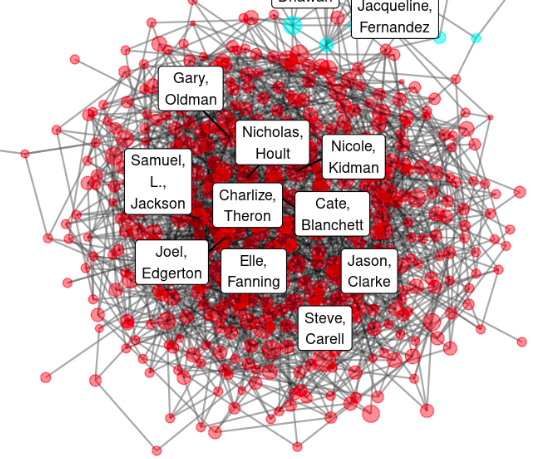 Dhawan
Jacqueline,
Fernandez
Gary,
Oldman
Nicholas,
Hoult
Nicole,
Kidman
Samuel,
L.,
Jackson
Charlize,
Theron
Cate,
Blanchett
Joel,
Edgerton
Elle,
Fanning
Jason,
Clarke
Steve,
Carell